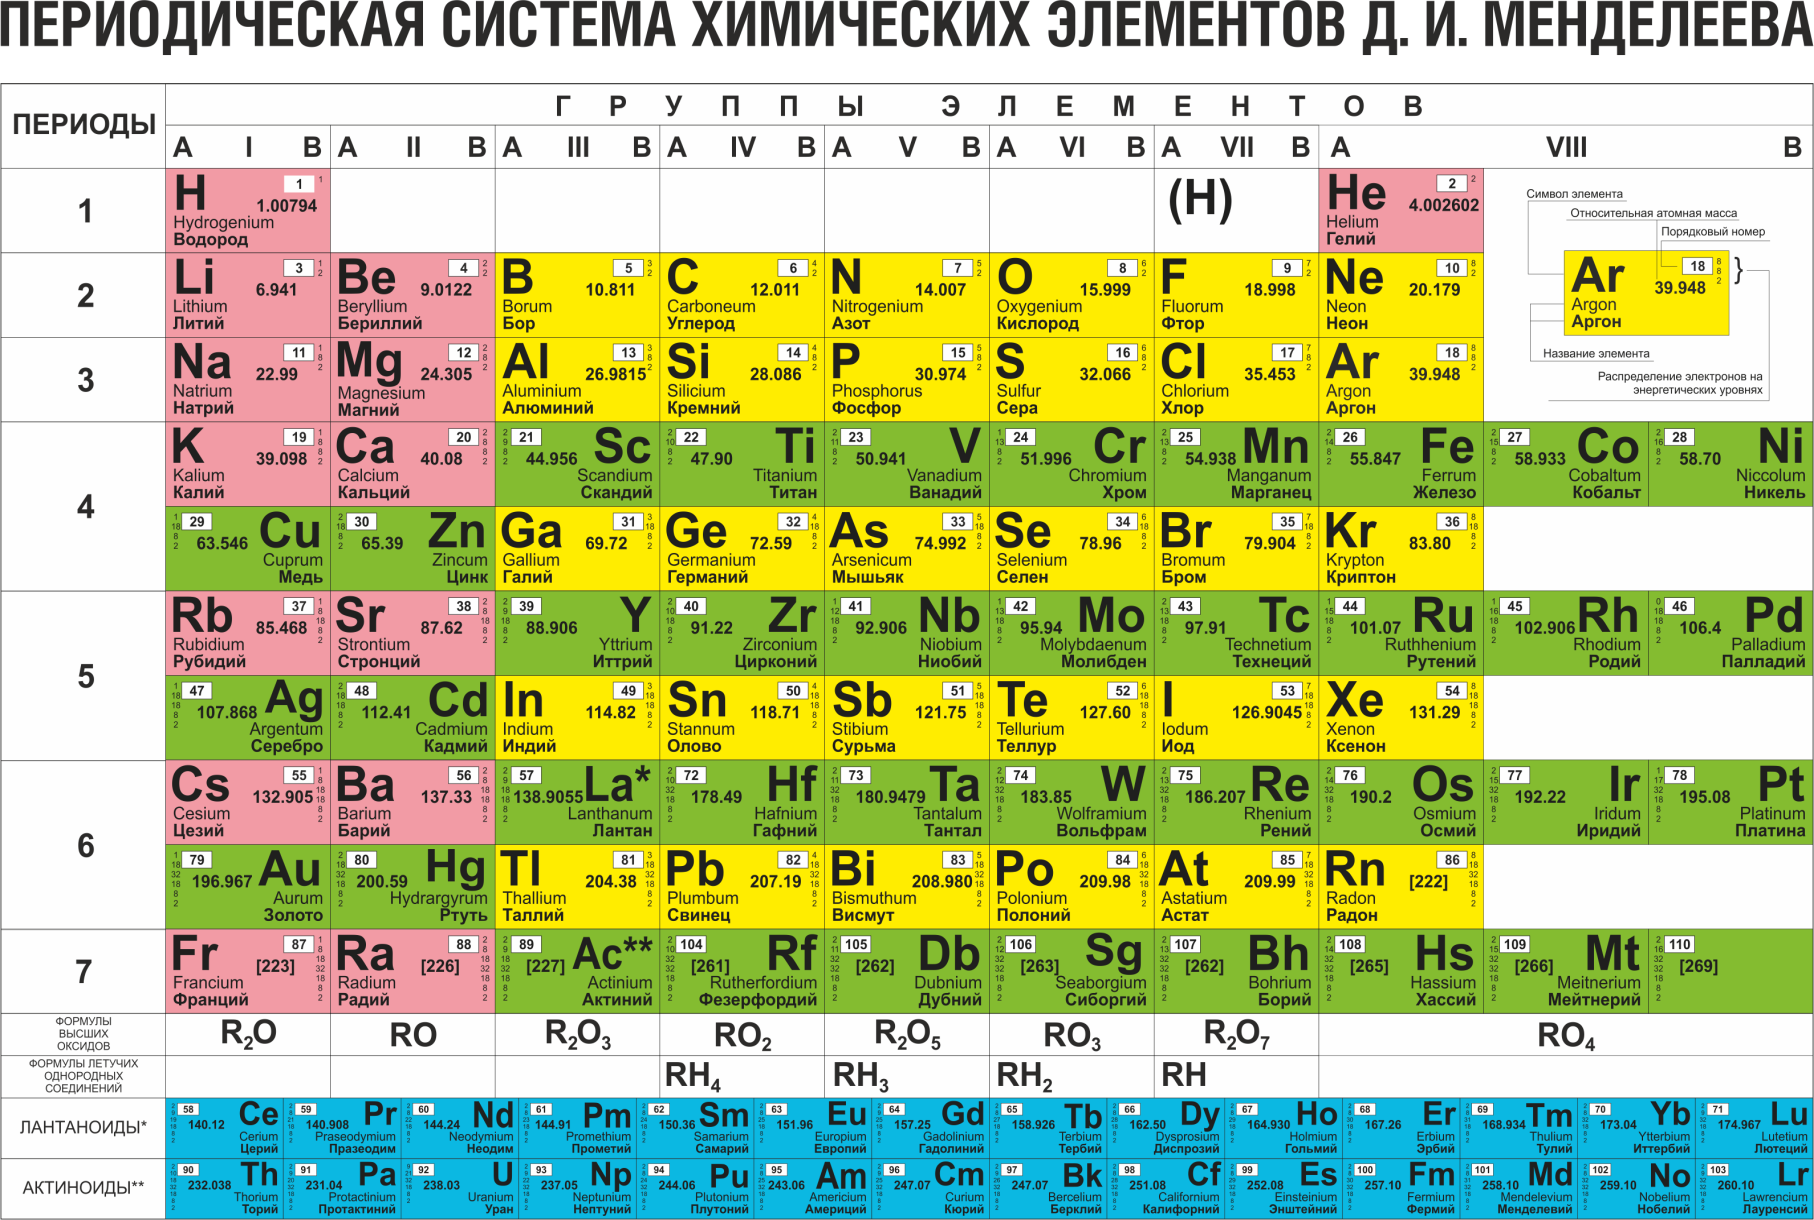 ПЕРИОДИЧЕСКАЯ СИСТЕМА ХИМИЧЕСКИХ ЭЛЕМЕНТОВ Д. И. МЕНДЕЛЕЕВА
ПЕРИОДЫ
ГРУППЫ ЭЛЕМЕНТОВ
A I B A II B A III B A IV B A V B A VI B A VII B A VIII B
1
H 1 1.00794 Hydrogenium Водород
(H)
He 2 4.002602 Helium Гелий
Символ элемента
Относительная атомная масса
Порядковый номер
Ar 18 39.948 Argon Аргон
Название элемента
Распределение электронов на
энергетических уровнях
2
Li 3 6.941 Lithium Литий
Be 4 9.0122 Beryllium Бериллий
B 5 10.811 Borum Бор
C 6 12.011 Carboneum Углерод
N 7 14.007 Nitrogenium Азот
O 8 15.999 Oxygenium Кислород
F 9 18.998 Fluorum Фтор
Ne 10 20.179 Neon Неон
3
Na 11 22.99 Natrium Натрий
Mg 12 24.305 Magnesium Магний
Al 13 26.9815 Aluminium Алюминий
Si 14 28.086 Silicium Кремний
P 15 30.974 Phosphorus Фосфор
S 16 32.066 Sulfur Сера
Cl 17 35.453 Chlorium Хлор
Ar 18 39.948 Argon Аргон
4
K 19 39.098 Kalium Калий
Ca 20 40.08 Calcium Кальций
21 Sc 44.956 Scandium Скандий
22 Ti 47.90 Titanium Титан
23 V 50.941 Vanadium Ванадий
24 Cr 51.996 Chromium Хром
25 Mn 54.938 Manganum Марганец
26 Fe 55.847 Ferrum Железо
27 Co 58.933 Cobaltum Кобальт
28 Ni 58.70 Niccolum Никель
29 Cu 63.546 Cuprum Медь
30 Zn 65.39 Zincum Цинк
Ga 31 69.72 Gallium Галий
Ge 32 72.59 Germanium Германий
As 33 74.992 Arsenicum Мышьяк
Se 34 78.96 Selenium Селен
Br 35 79.904 Bromum Бром
Kr 36 83.80 Krypton Криптон
5
Rb 37 85.468 Rubidium Рубидий
Sr 38 87.62 Strontium Стронций
39 Y 88.906 Yttrium Иттрий
40 Zr 91.22 Zirconium Цирконий
41 Nb 92.906 Niobium Ниобий
42 Mo 95.94 Molybdaenum Молибден
43 Tc 97.91 Technetium Технеций
44 Ru 101.07 Ruthhenium Рутений
45 Rh 102.906 Rhodium Родий
46 Pd 106.4 Palladium Палладий
47 Ag 107.868 Argentum Серебро
48 Cd 112.41 Cadmium Кадмий
In 49 114.82 Indium Индий
Sn 50 118.71 Stannum Олово
Sb 51 121.75 Stibium Сурьма
Te 52 127.60 Tellurium Теллур
I 53 126.9045 Iodum Иод
Xe 54 131.29 Xenon Ксенон
6
Cs 55 132.905 Cesium Цезий
Ba 56 137.33 Barium Барий
57 La* 138.9055 Lanthanum Лантан
72 Hf 178.49 Hafnium Гафний
73 Ta 180.9479 Tantalum Тантал
74 W 183.85 Wolframium Вольфрам
75 Re 186.207 Rhenium Рений
76 Os 190.2 Osmium Осмий
77 Ir 192.22 Iridium Иридий
78 Pt 195.08 Platinum Платина
79 Au 196.967 Aurum Золото
80 Hg 200.59 Hydrargyrum Ртуть
Tl 81 204.38 Thallium Таллий
Pb 82 207.19 Plumbum Свинец
Bi 83 208.980 Bismuthum Висмут
Po 84 209.98 Polonium Полоний
At 85 209.99 Astatium Астат
Rn 86 [222] Radon Радон
7
Fr 87 [223] Francium Франций
Ra 88 [226] Radium Радий
89 Ac** [227] Actinium Актиний
104 Rf [261] Rutherfordium Фезерфордий
105 Db [262] Dubnium Дубний
106 Sg [263] Seaborgium Сиборгий
107 Bh [262] Bohrium Борий
108 Hs [265] Hassium Хассий
109 Mt [266] Meitnerium Мейтнерий
110 [269]
ФОРМУЛЫ
ВЫСШИХ
ОКСИДОВ
R₂O RO R₂O₃ RO₂ R₂O₅ RO₃ R₂O₇ RO₄
ФОРМУЛЫ ЛЕТУЧИХ
ОДНОРОДНЫХ
СОЕДИНЕНИЙ
RH₄ RH₃ RH₂ RH
ЛАНТАНОИДЫ*
58 Ce 140.12 Cerium Церий
59 Pr 140.908 Praseodymium Празеодим
60 Nd 144.24 Neodymium Неодим
61 Pm 144.91 Promethium Прометий
62 Sm 150.36 Samarium Самарий
63 Eu 151.96 Europium Европий
64 Gd 157.25 Gadolinium Гадолиний
65 Tb 158.926 Terbium Тербий
66 Dy 162.50 Dysprosium Диспрозий
67 Ho 164.930 Holmium Гольмий
68 Er 167.26 Erbium Эрбий
69 Tm 168.934 Thulium Тулий
70 Yb 173.04 Ytterbium Иттербий
71 Lu 174.967 Lutetium Лютеций
АКТИНОИДЫ**
90 Th 232.038 Thorium Торий
91 Pa 231.04 Protactinium Протактиний
92 U 238.03 Uranium Уран
93 Np 237.05 Neptunium Нептуний
94 Pu 244.06 Plutonium Плутоний
95 Am 243.06 Americium Америций
96 Cm 247.07 Curium Кюрий
97 Bk 247.07 Bercelium Берклий
98 Cf 251.08 Californium Калифорний
99 Es 252.08 Einsteinium Энштейний
100 Fm 257.10 Fermium Фермий
101 Md 258.10 Mendelevium Менделевий
102 No 259.10 Nobelium Нобелий
103 Lr 260.10 Lawrencium Лауренсий